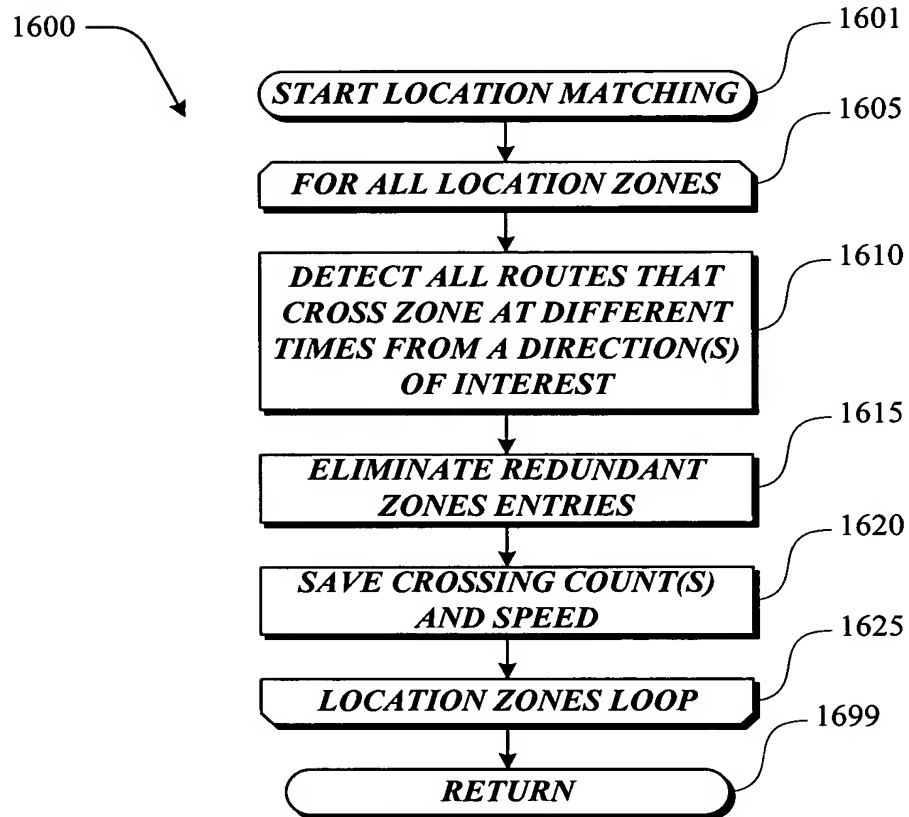 1600
1601
START LOCATION MATCHING
1605
FOR ALL LOCATION ZONES
1610
DETECT ALL ROUTES THAT
CROSS ZONE AT DIFFERENT
TIMES FROM A DIRECTION(S)
OF INTEREST
1615
ELIMINATE REDUNDANT
ZONES ENTRIES
1620
SAVE CROSSING COUNT(S)
AND SPEED
1625
LOCATION ZONES LOOP
1699
RETURN